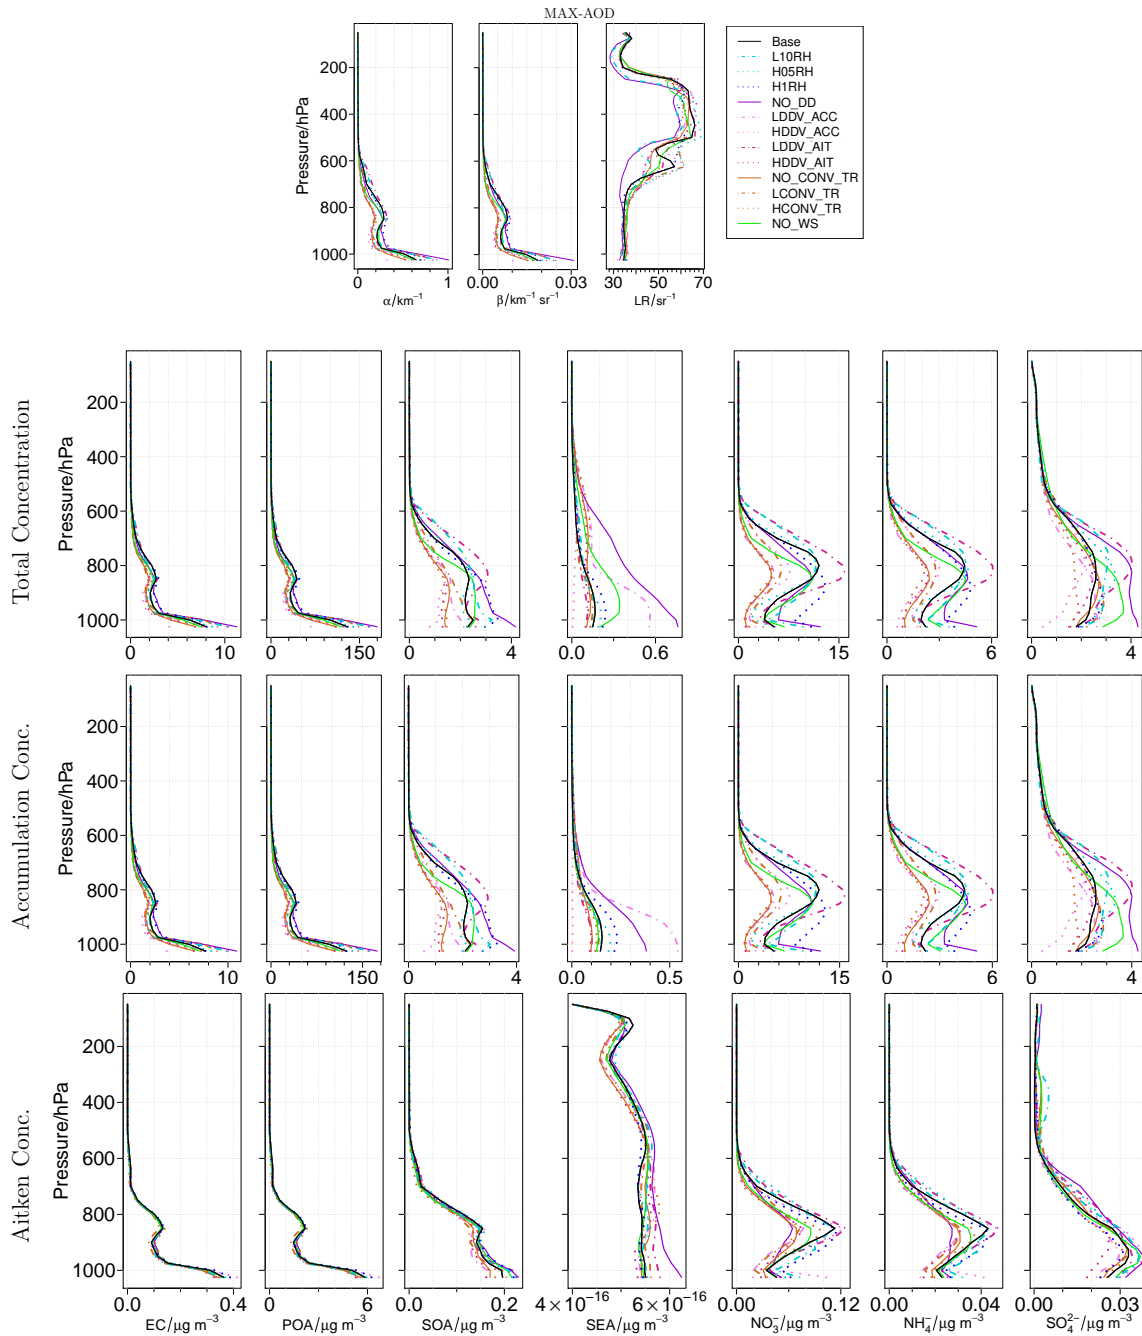 MAX-AOD
Base
L10RH
H05RH
H1RH
NO_DD
LDDV_ACC
HDDV_ACC
LDDV_AIT
HDDV_AIT
NO_CONV_TR
LCONV_TR
HCONV_TR
NO_WS
Pressure/hPa
200
400
600
800
1000
0 1
α/km⁻¹
0.00 0.03
β/km⁻¹ sr⁻¹
30 50 70
LR/sr⁻¹
Total Concentration
Pressure/hPa
200
400
600
800
1000
0 10
0 150
0 4
0.0 0.6
0 15
0 6
0 4
Accumulation Conc.
Pressure/hPa
200
400
600
800
1000
0 10
0 150
0 4
0.0 0.5
0 15
0 6
0 4
Aitken Conc.
Pressure/hPa
200
400
600
800
1000
0.0 0.4
0 6
0.0 0.2
4×10⁻¹⁶ 6×10⁻¹⁶
0.00 0.12
0.00 0.04
0.00 0.03
EC/μg m⁻³
POA/μg m⁻³
SOA/μg m⁻³
SEA/μg m⁻³
NO₃⁻/μg m⁻³
NH₄⁺/μg m⁻³
SO₄²⁻/μg m⁻³